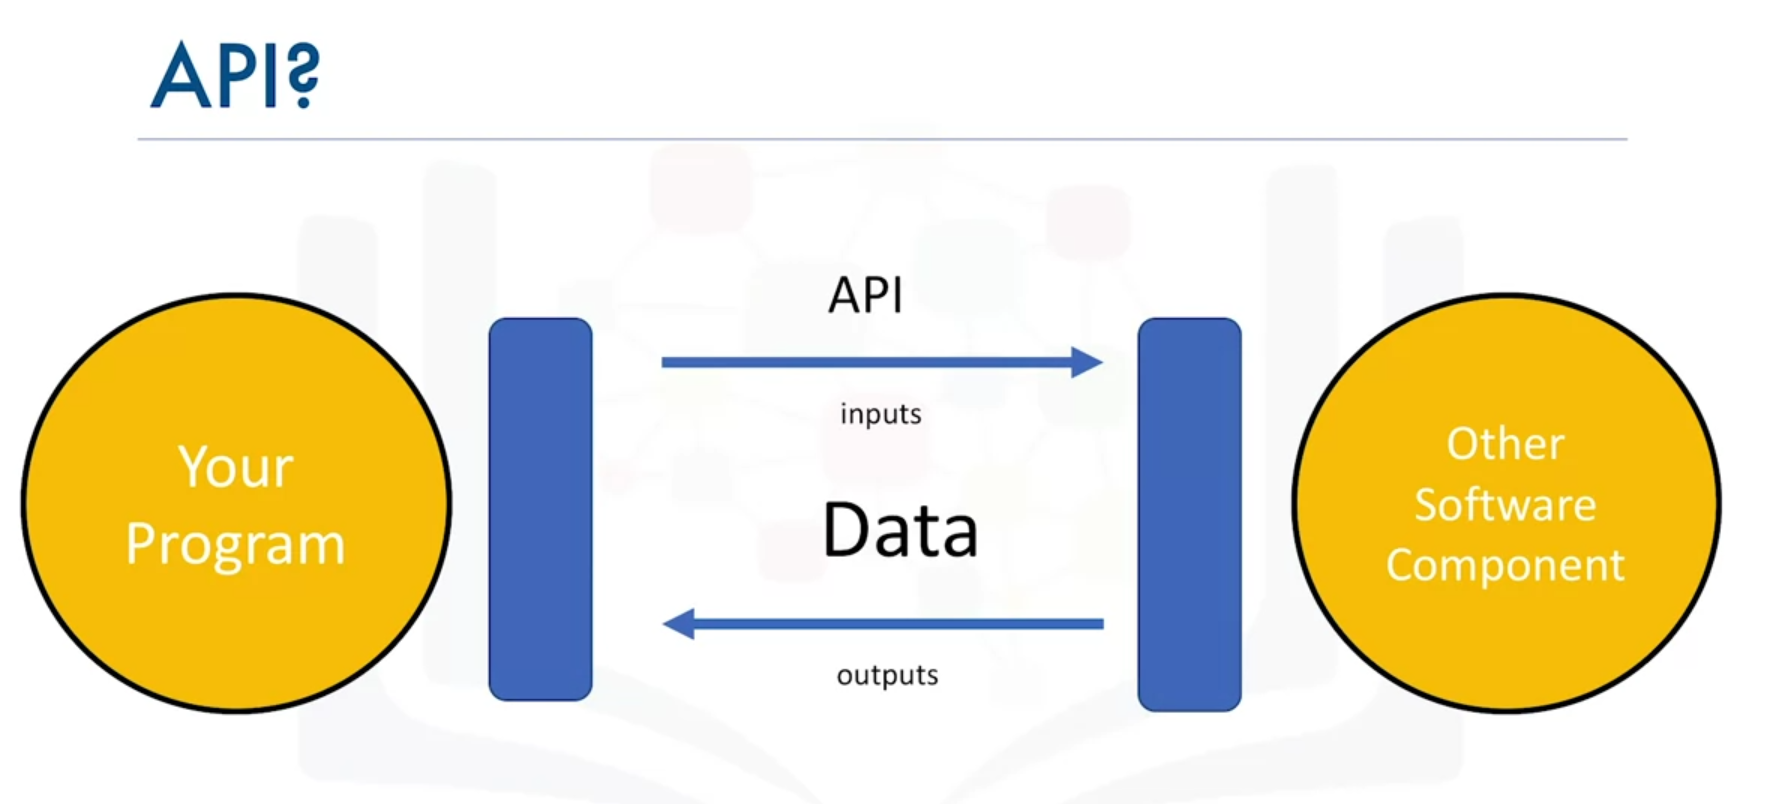 API?
Your
Program
API
inputs
Data
outputs
Other
Software
Component